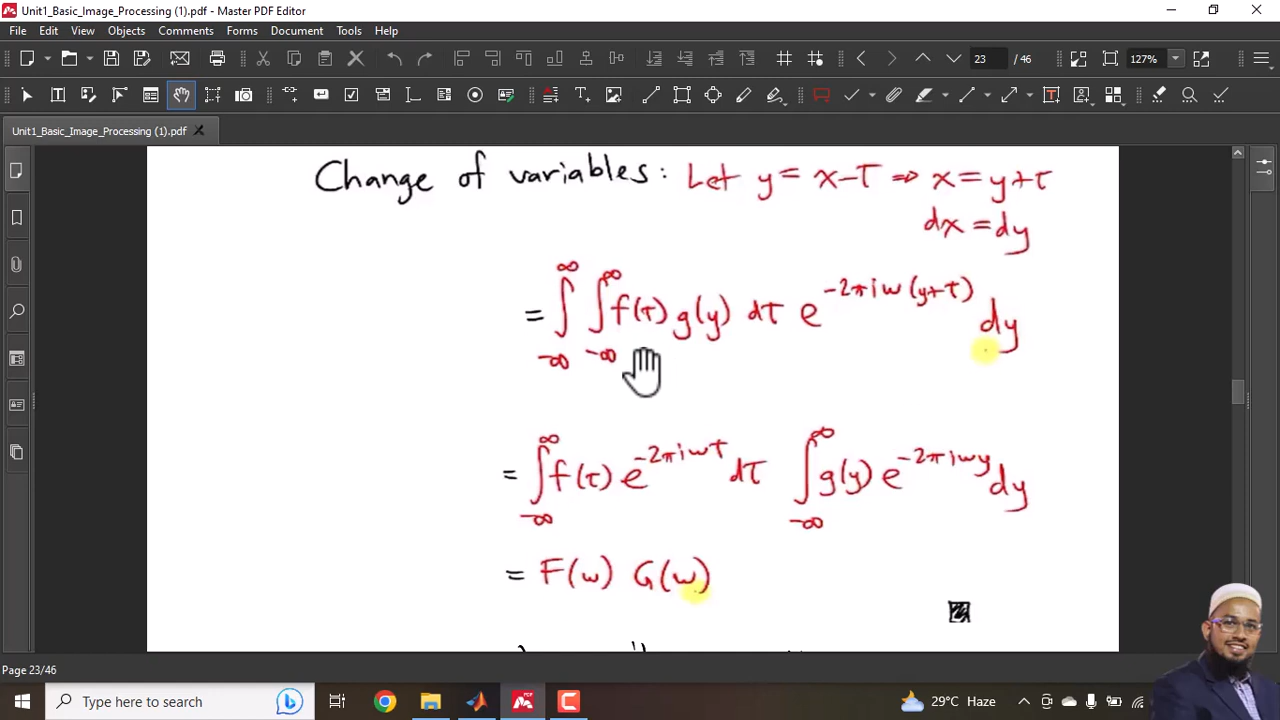 Unit1_Basic_Image_Processing (1).pdf - Master PDF Editor
File Edit View Objects Comments Forms Document Tools Help
23 / 46 127%
Unit1_Basic_Image_Processing (1).pdf
Change of variables: Let y = x-τ ⇒ x = y+τ
dx = dy
= ∫_{-∞}^{∞} ∫_{-∞}^{∞} f(τ) g(y) dτ e^{-2πiw(y+τ)} dy
= ∫_{-∞}^{∞} f(τ) e^{-2πiwτ} dτ ∫_{-∞}^{∞} g(y) e^{-2πiwy} dy
= F(w) G(w)
Page 23/46
Type here to search
29°C Haze